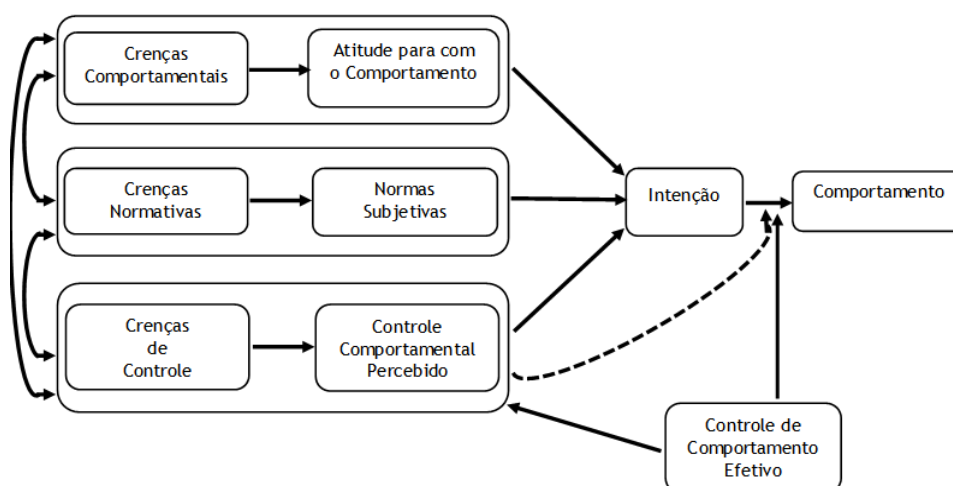 Crenças
Comportamentais
Atitude para com
o Comportamento
Crenças
Normativas
Normas
Subjetivas
Intenção
Comportamento
Crenças
de
Controle
Controle
Comportamental
Percebido
Controle de
Comportamento
Efetivo